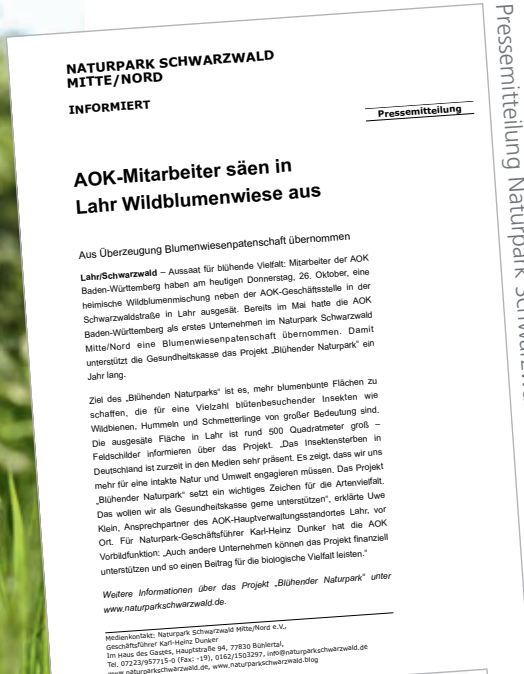 NATURPARK SCHWARZWALD
MITTE/NORD
INFORMIERT
Pressemitteilung
AOK-Mitarbeiter säen in
Lahr Wildblumenwiese aus
Aus Überzeugung Blumenwiesenpatenschaft übernommen
Lahr/Schwarzwald – Aussaat für blühende Vielfalt: Mitarbeiter der AOK
Baden-Württemberg haben am heutigen Donnerstag, 26. Oktober, eine
heimische Wildblumenmischung neben der AOK-Geschäftsstelle in der
Schwarzwaldstraße in Lahr ausgesät. Bereits im Mai hatte die AOK
Baden-Württemberg als erstes Unternehmen im Naturpark Schwarzwald
Mitte/Nord eine Blumenwiesenpatenschaft übernommen. Damit
unterstützt die Gesundheitskasse das Projekt „Blühender Naturpark“ ein
Jahr lang.
Ziel des „Blühenden Naturparks“ ist es, mehr blumenbunte Flächen zu
schaffen, die für eine Vielzahl blütenbesuchender Insekten wie
Wildbienen, Hummeln und Schmetterlinge von großer Bedeutung sind.
Die ausgesäte Fläche in Lahr ist rund 500 Quadratmeter groß –
Feldschilder informieren über das Projekt. „Das Insektensterben in
Deutschland ist zurzeit in den Medien sehr präsent. Es zeigt, dass wir uns
mehr für eine intakte Natur und Umwelt engagieren müssen. Das Projekt
„Blühender Naturpark“ setzt ein wichtiges Zeichen für die Artenvielfalt.
Das wollen wir als Gesundheitskasse gerne unterstützen“, erklärte Uwe
Klein, Ansprechpartner des AOK-Hauptverwaltungsstandortes Lahr, vor
Ort. Für Naturpark-Geschäftsführer Karl-Heinz Dunker hat die AOK
Vorbildfunktion: „Auch andere Unternehmen können das Projekt finanziell
unterstützen und so einen Beitrag für die biologische Vielfalt leisten.“
Weitere Informationen über das Projekt „Blühender Naturpark“ unter
www.naturparkschwarzwald.de.
Medienkontakt: Naturpark Schwarzwald Mitte/Nord e.V.,
Geschäftsführer Karl-Heinz Dunker
Im Haus des Gastes, Hauptstraße 94, 77830 Bühlertal,
Tel. 07223/957715-0 (Fax: -19), 0162/1503297, info@naturparkschwarzwald.de
www.naturparkschwarzwald.de, www.naturparkschwarzwald.blog
Pressemitteilung Naturpark